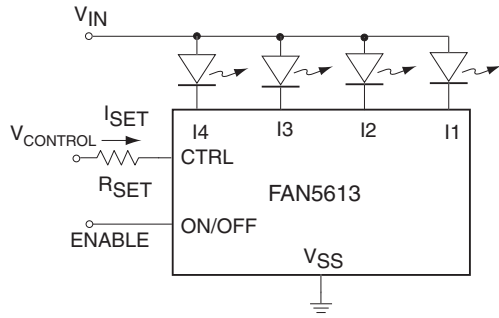 VIN
ISET
I4 I3 I2 I1
VCONTROL
CTRL
RSET
FAN5613
ON/OFF
ENABLE
VSS